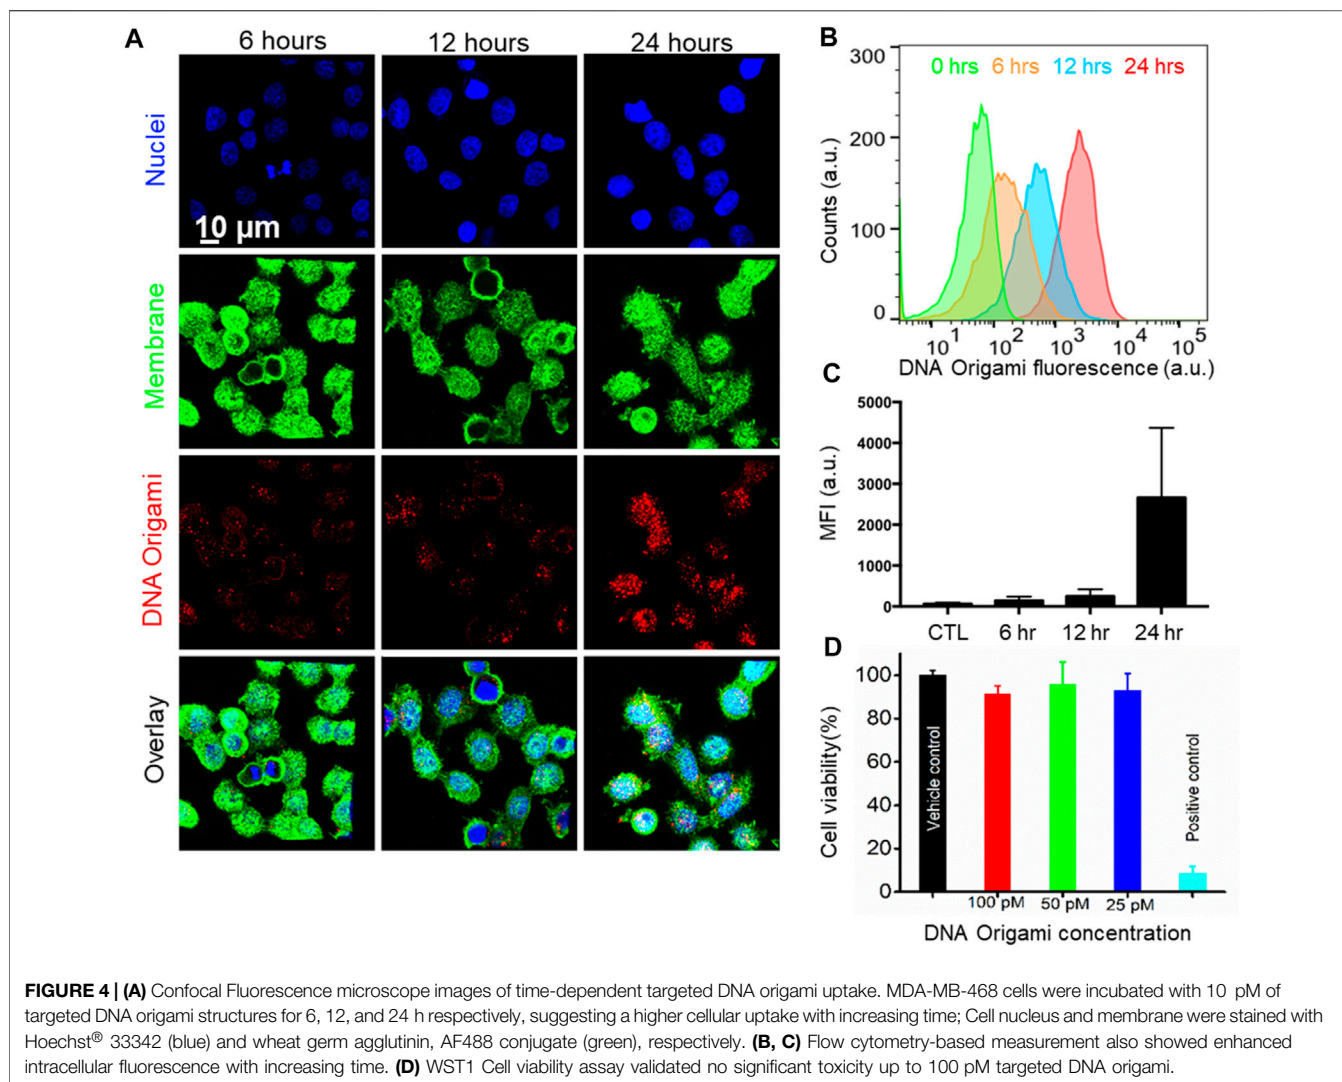 A
6 hours
12 hours
24 hours
Nuclei
10 µm
Membrane
DNA Origami
Overlay
B
300
200
100
0
Counts (a.u.)
0 hrs 6 hrs 12 hrs 24 hrs
10¹ 10² 10³ 10⁴ 10⁵
DNA Origami fluorescence (a.u.)
C
5000
4000
3000
2000
1000
0
MFI (a.u.)
CTL 6 hr 12 hr 24 hr
D
100
80
60
40
20
0
Cell viability(%)
Vehicle control
Positive control
100 pM 50 pM 25 pM
DNA Origami concentration
FIGURE 4 | (A) Confocal Fluorescence microscope images of time-dependent targeted DNA origami uptake. MDA-MB-468 cells were incubated with 10 pM of
targeted DNA origami structures for 6, 12, and 24 h respectively, suggesting a higher cellular uptake with increasing time; Cell nucleus and membrane were stained with
Hoechst® 33342 (blue) and wheat germ agglutinin, AF488 conjugate (green), respectively. (B, C) Flow cytometry-based measurement also showed enhanced
intracellular fluorescence with increasing time. (D) WST1 Cell viability assay validated no significant toxicity up to 100 pM targeted DNA origami.